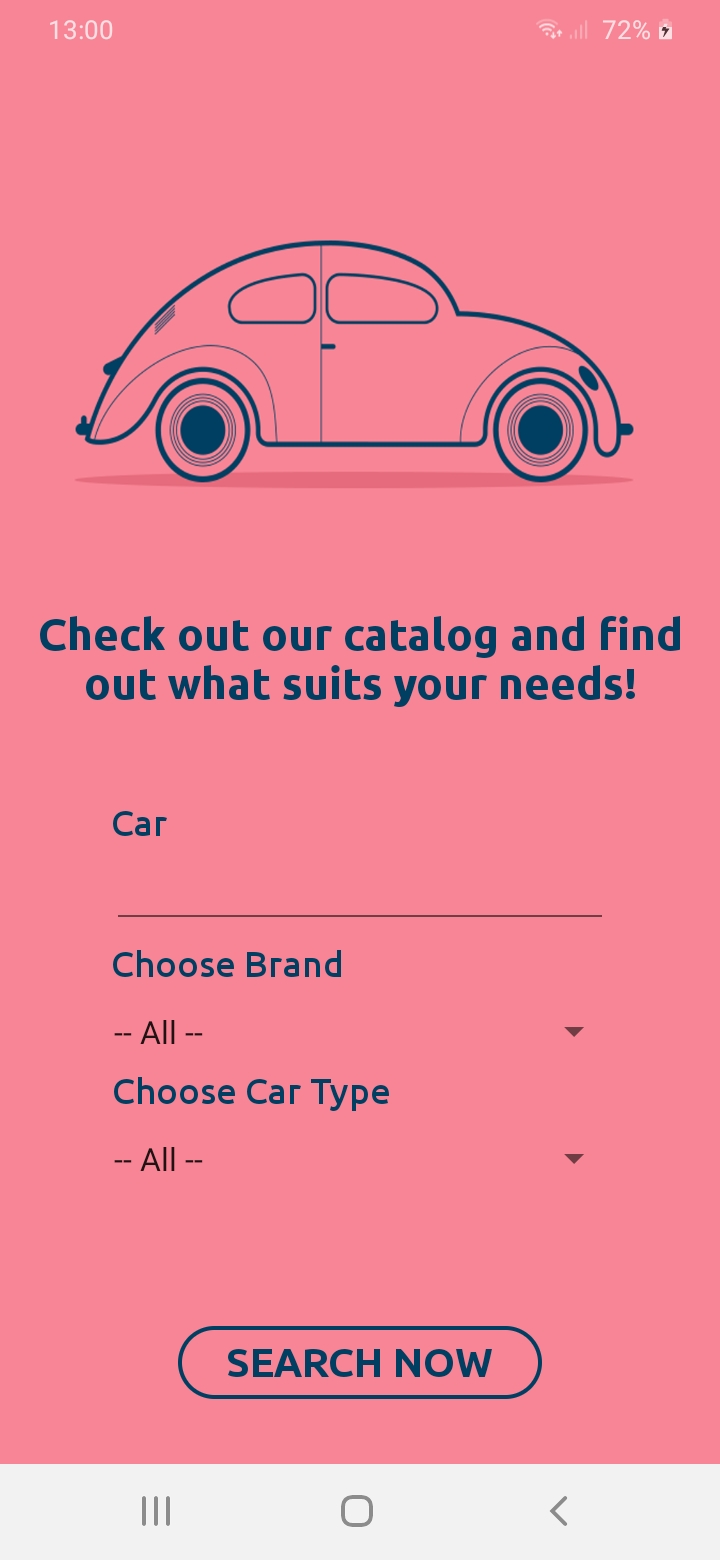 13:00 72%
Check out our catalog and find
out what suits your needs!
Car
Choose Brand
-- All --
Choose Car Type
-- All --
SEARCH NOW